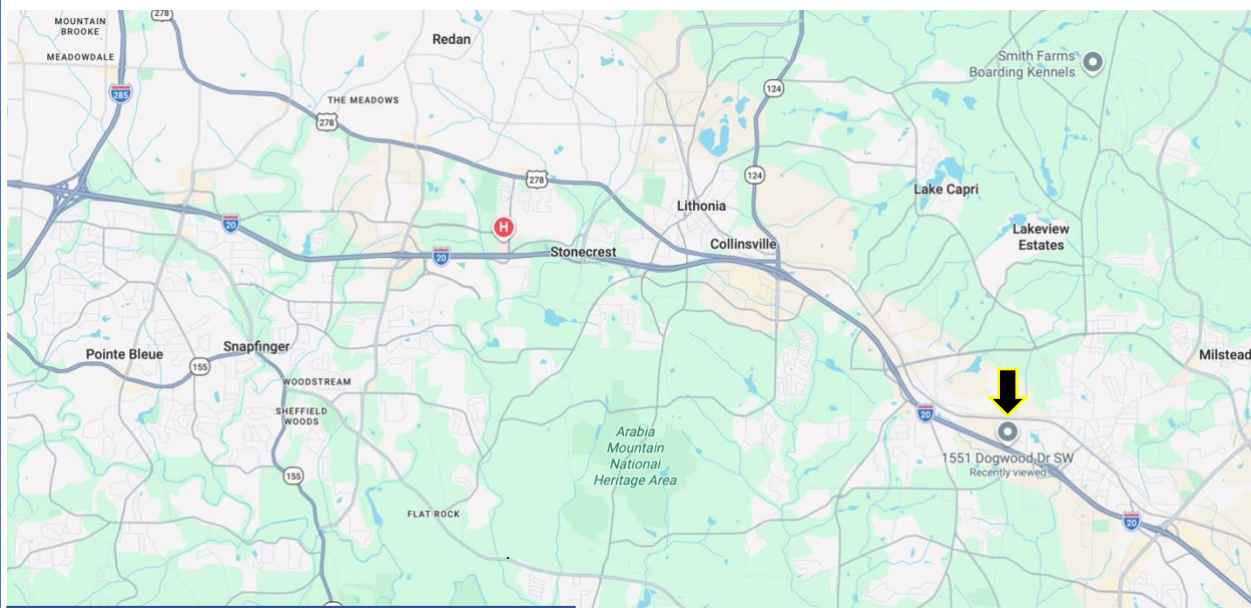 278
MOUNTAIN
BROOKE
MEADOWDALE
Redan
Smith Farms
Boarding Kennels
285
THE MEADOWS
278
124
278
124
Lake Capri
Lithonia
20
H
Lakeview
Estates
20
Stonecrest
Collinsville
Pointe Bleue
155
Snapfinger
Milstead
WOODSTREAM
SHEFFIELD
WOODS
20
Arabia
Mountain
National
Heritage Area
1551 Dogwood Dr SW
Recently viewed
155
FLAT ROCK
20